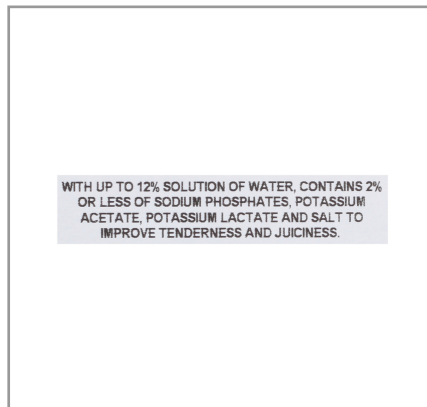 WITH UP TO 12% SOLUTION OF WATER, CONTAINS 2%
OR LESS OF SODIUM PHOSPHATES, POTASSIUM
ACETATE, POTASSIUM LACTATE AND SALT TO
IMPROVE TENDERNESS AND JUICINESS.